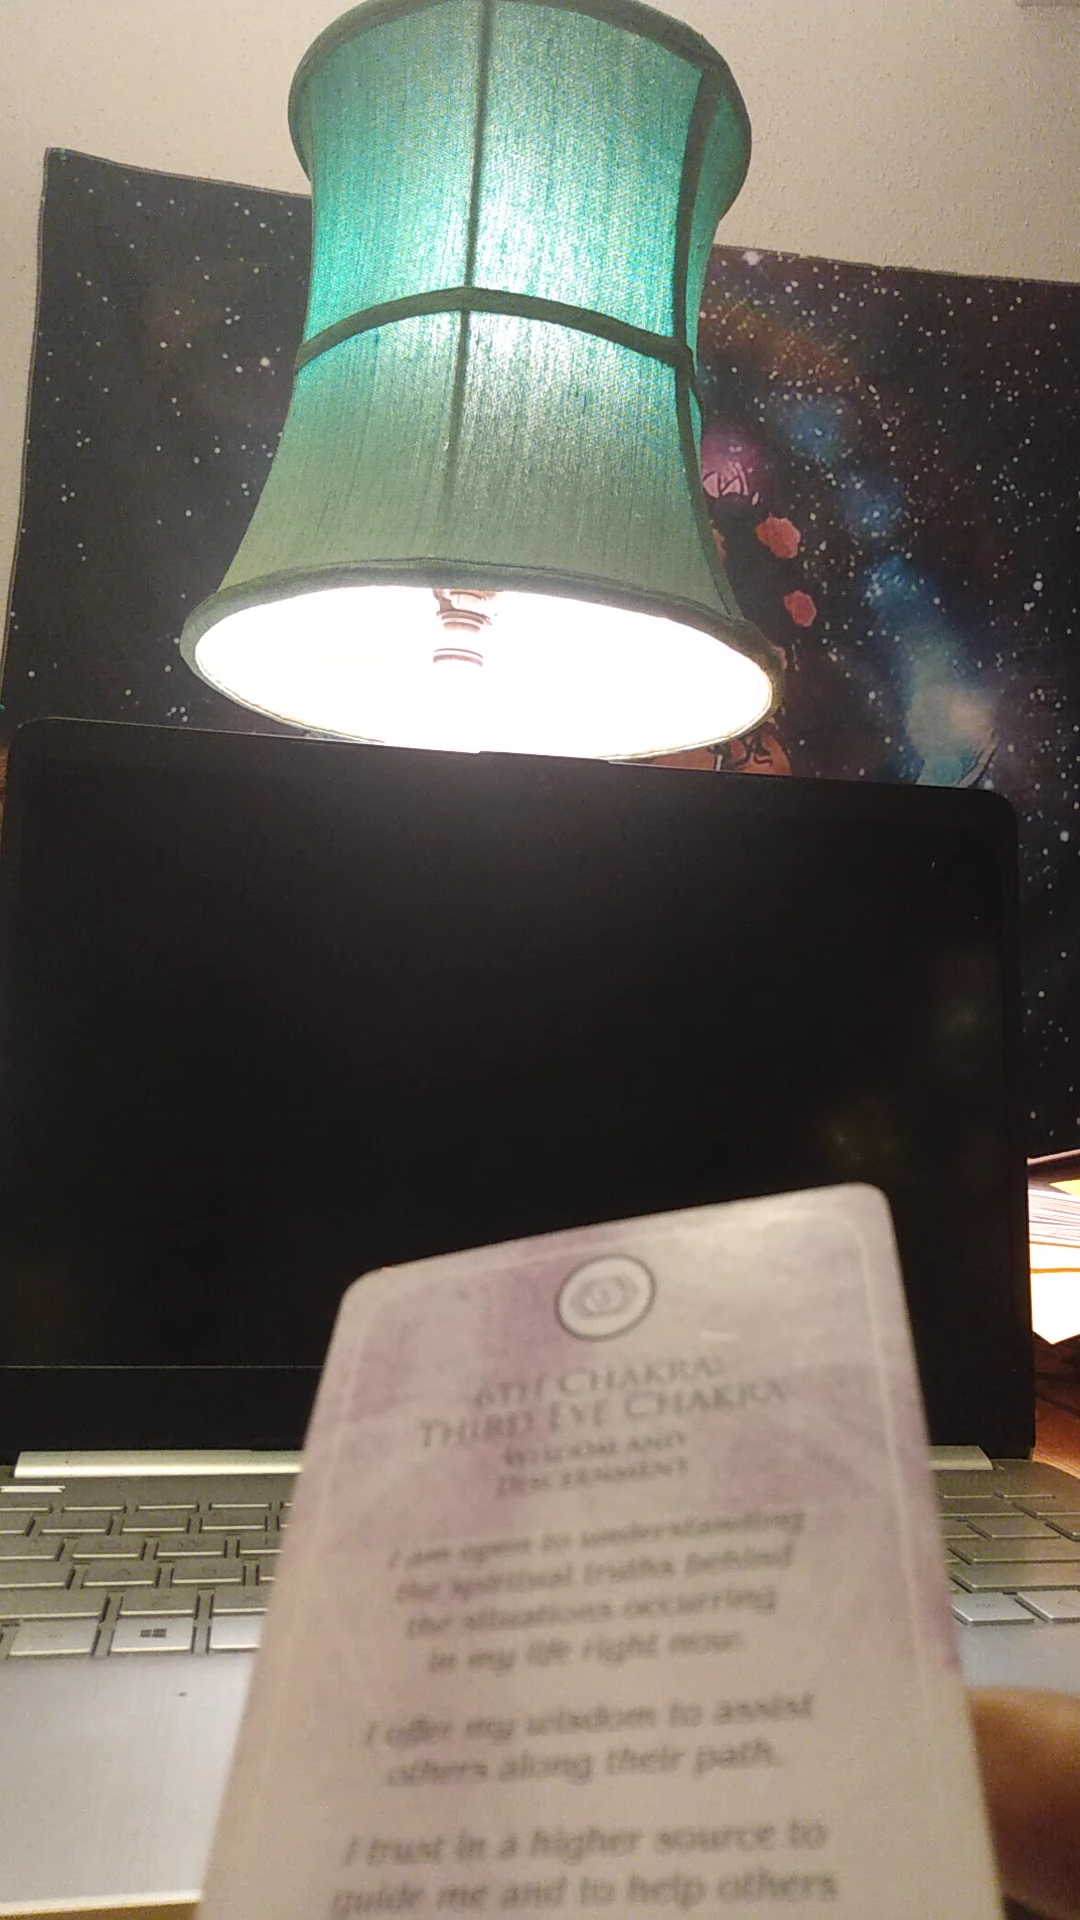 6TH CHAKRA:
THIRD EYE CHAKRA
WISDOM AND
DISCERNMENT
I am open to understanding
the spiritual truths behind
the situations occurring
in my life right now.
I offer my wisdom to assist
others along their path.
I trust in a higher source to
guide me and to help others